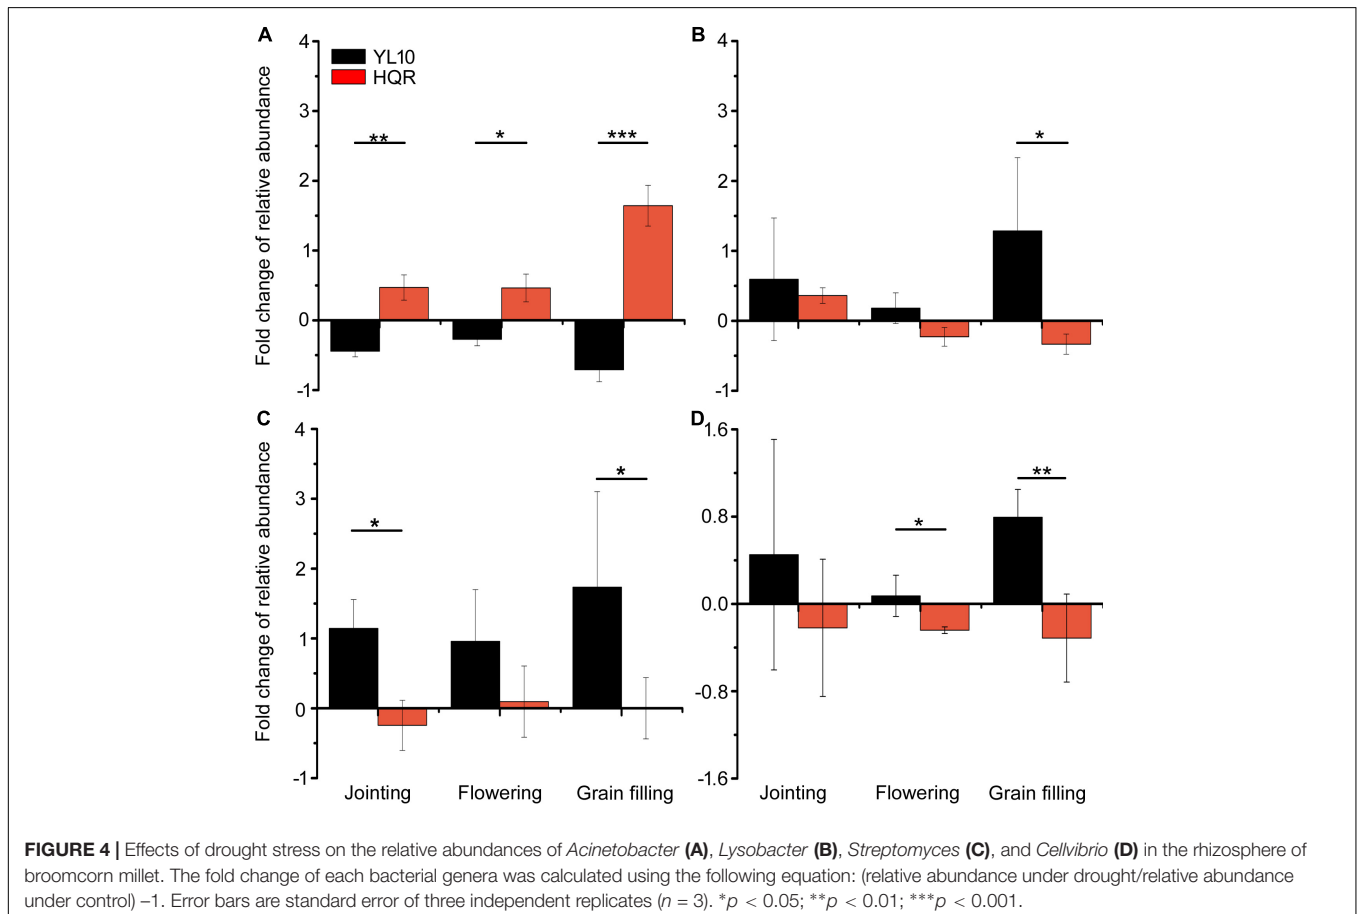 A
B
4
3
2
1
0
-1
Fold change of relative abundance
YL10
HQR
**
*
***
4
3
2
1
0
-1
*
C
D
4
3
2
1
0
-1
Fold change of relative abundance
*
*
1.6
0.8
0.0
-0.8
-1.6
*
**
Jointing Flowering Grain filling
Jointing Flowering Grain filling
FIGURE 4 | Effects of drought stress on the relative abundances of Acinetobacter (A), Lysobacter (B), Streptomyces (C), and Cellvibrio (D) in the rhizosphere of
broomcorn millet. The fold change of each bacterial genera was calculated using the following equation: (relative abundance under drought/relative abundance
under control) –1. Error bars are standard error of three independent replicates (n = 3). *p < 0.05; **p < 0.01; ***p < 0.001.